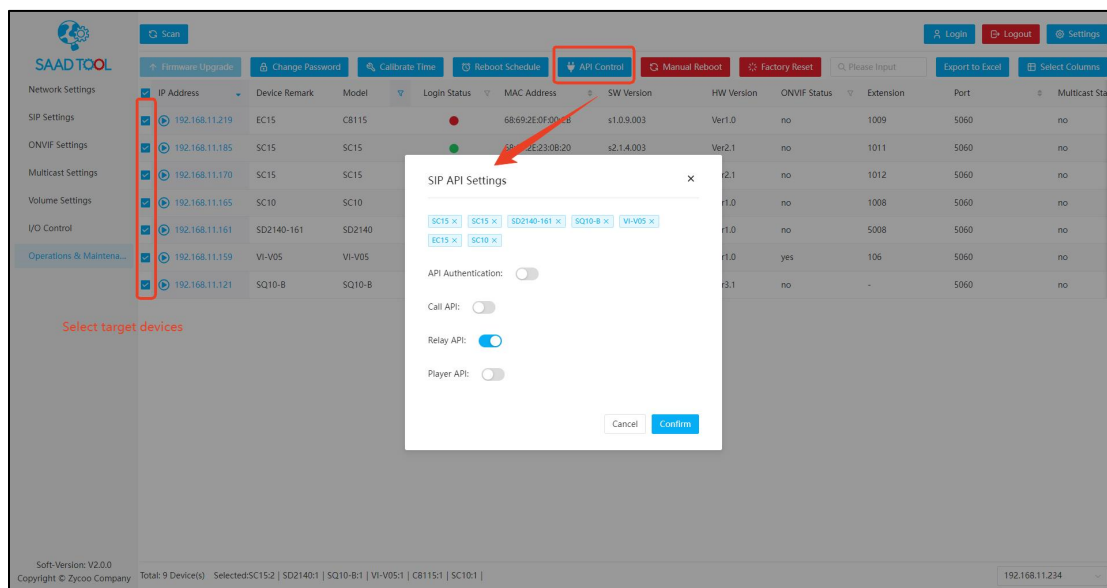 Scan
Login
Logout
Settings
SAAD TOOL
Firmware Upgrade
Change Password
Calibrate Time
Reboot Schedule
API Control
Manual Reboot
Factory Reset
Please Input
Export to Excel
Select Columns
Network Settings
SIP Settings
ONVIF Settings
Multicast Settings
Volume Settings
I/O Control
Operations & Maintena...
IP Address Device Remark Model Login Status MAC Address SW Version HW Version ONVIF Status Extension Port Multicast Sta
192.168.11.219 EC15 C8115 s1.0.9.003 Ver1.0 no 1009 5060 no
192.168.11.185 SC15 SC15 s2.1.4.003 Ver2.1 no 1011 5060 no
192.168.11.170 SC15 SC15 no 1012 5060 no
192.168.11.165 SC10 SC10 no 1008 5060 no
192.168.11.161 SD2140-161 SD2140 no 5008 5060 no
192.168.11.159 VI-V05 VI-V05 yes 106 5060 no
192.168.11.121 SQ10-B SQ10-B no - 5060 no
Select target devices
SIP API Settings
SC15 × SC15 × SD2140-161 × SQ10-B × VI-V05 ×
EC15 × SC10 ×
API Authentication:
Call API:
Relay API:
Player API:
Cancel Confirm
Soft-Version: V2.0.0
Copyright © Zycoo Company
Total: 9 Device(s) Selected:SC15:2 | SD2140:1 | SQ10-B:1 | VI-V05:1 | C8115:1 | SC10:1 |
192.168.11.234